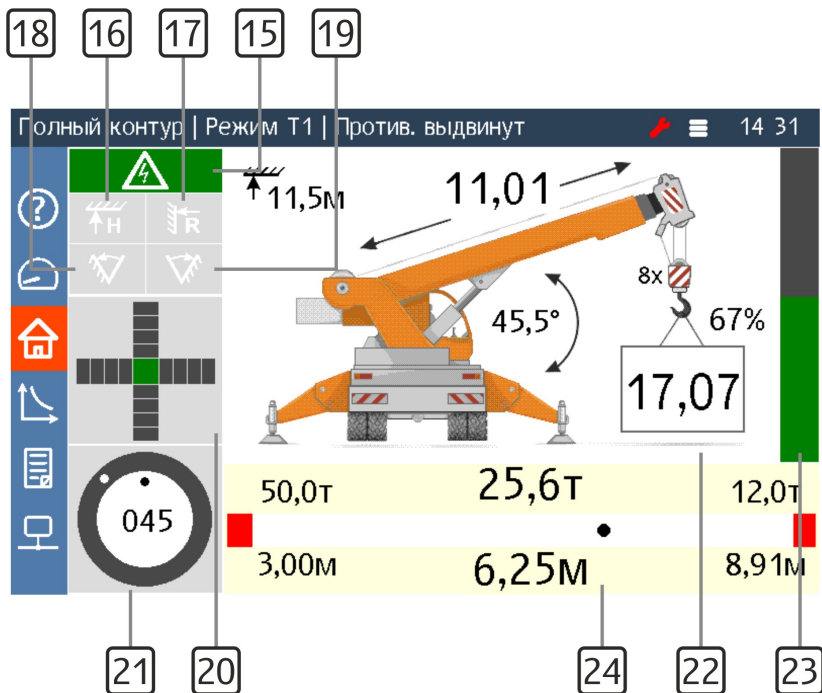 18 16 17 15 19
Полный контур | Режим Т1 | Против. выдвинут 14 31
11,5м
11,01
H R
8x
45,5°
67%
17,07
50,0т 25,6т 12,0т
045
3,00м 6,25м 8,91м
21 20 24 22 23